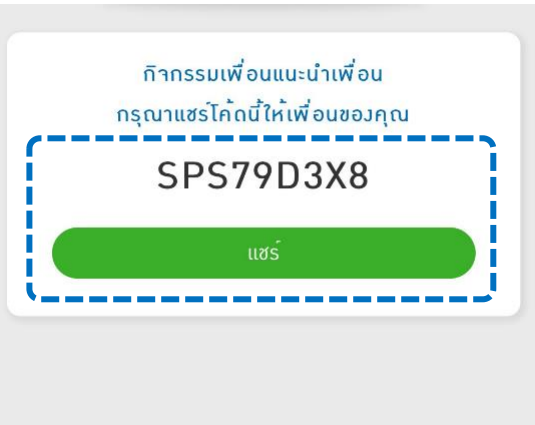 กิจกรรมเพื่อนแนะนำเพื่อน
กรุณาแชร์โค้ดนี้ให้เพื่อนของคุณ
SPS79D3X8
แชร์